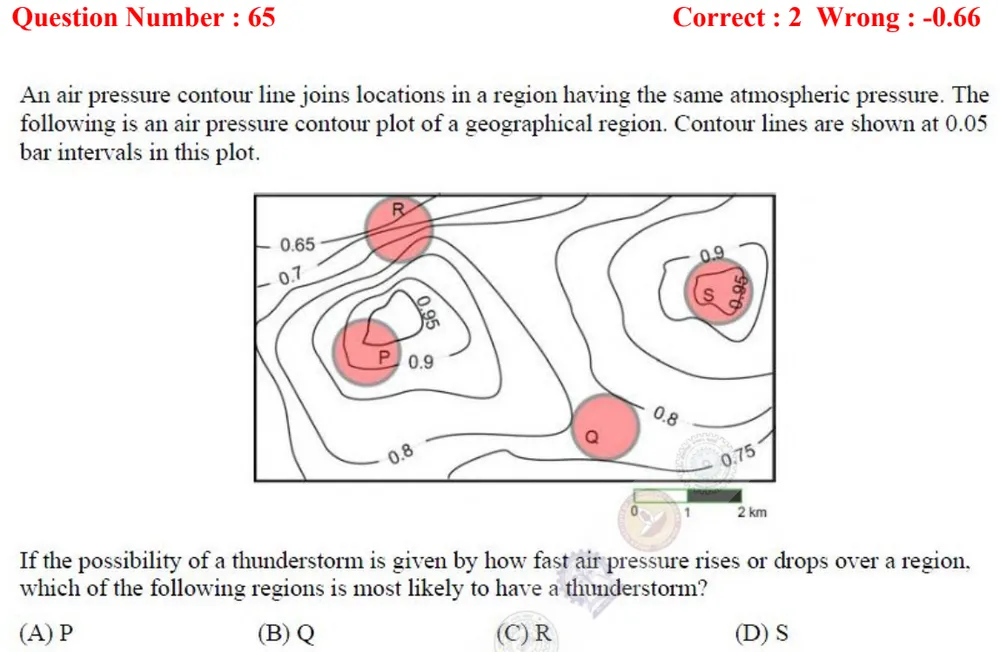 Question Number : 65 Correct : 2 Wrong : -0.66
An air pressure contour line joins locations in a region having the same atmospheric pressure. The
following is an air pressure contour plot of a geographical region. Contour lines are shown at 0.05
bar intervals in this plot.
R
0.65
0.9
0.7
S
0.95
0.95
P
0.9
0.8
Q
0.8
0.75
0 1 2 km
If the possibility of a thunderstorm is given by how fast air pressure rises or drops over a region,
which of the following regions is most likely to have a thunderstorm?
(A) P (B) Q (C) R (D) S